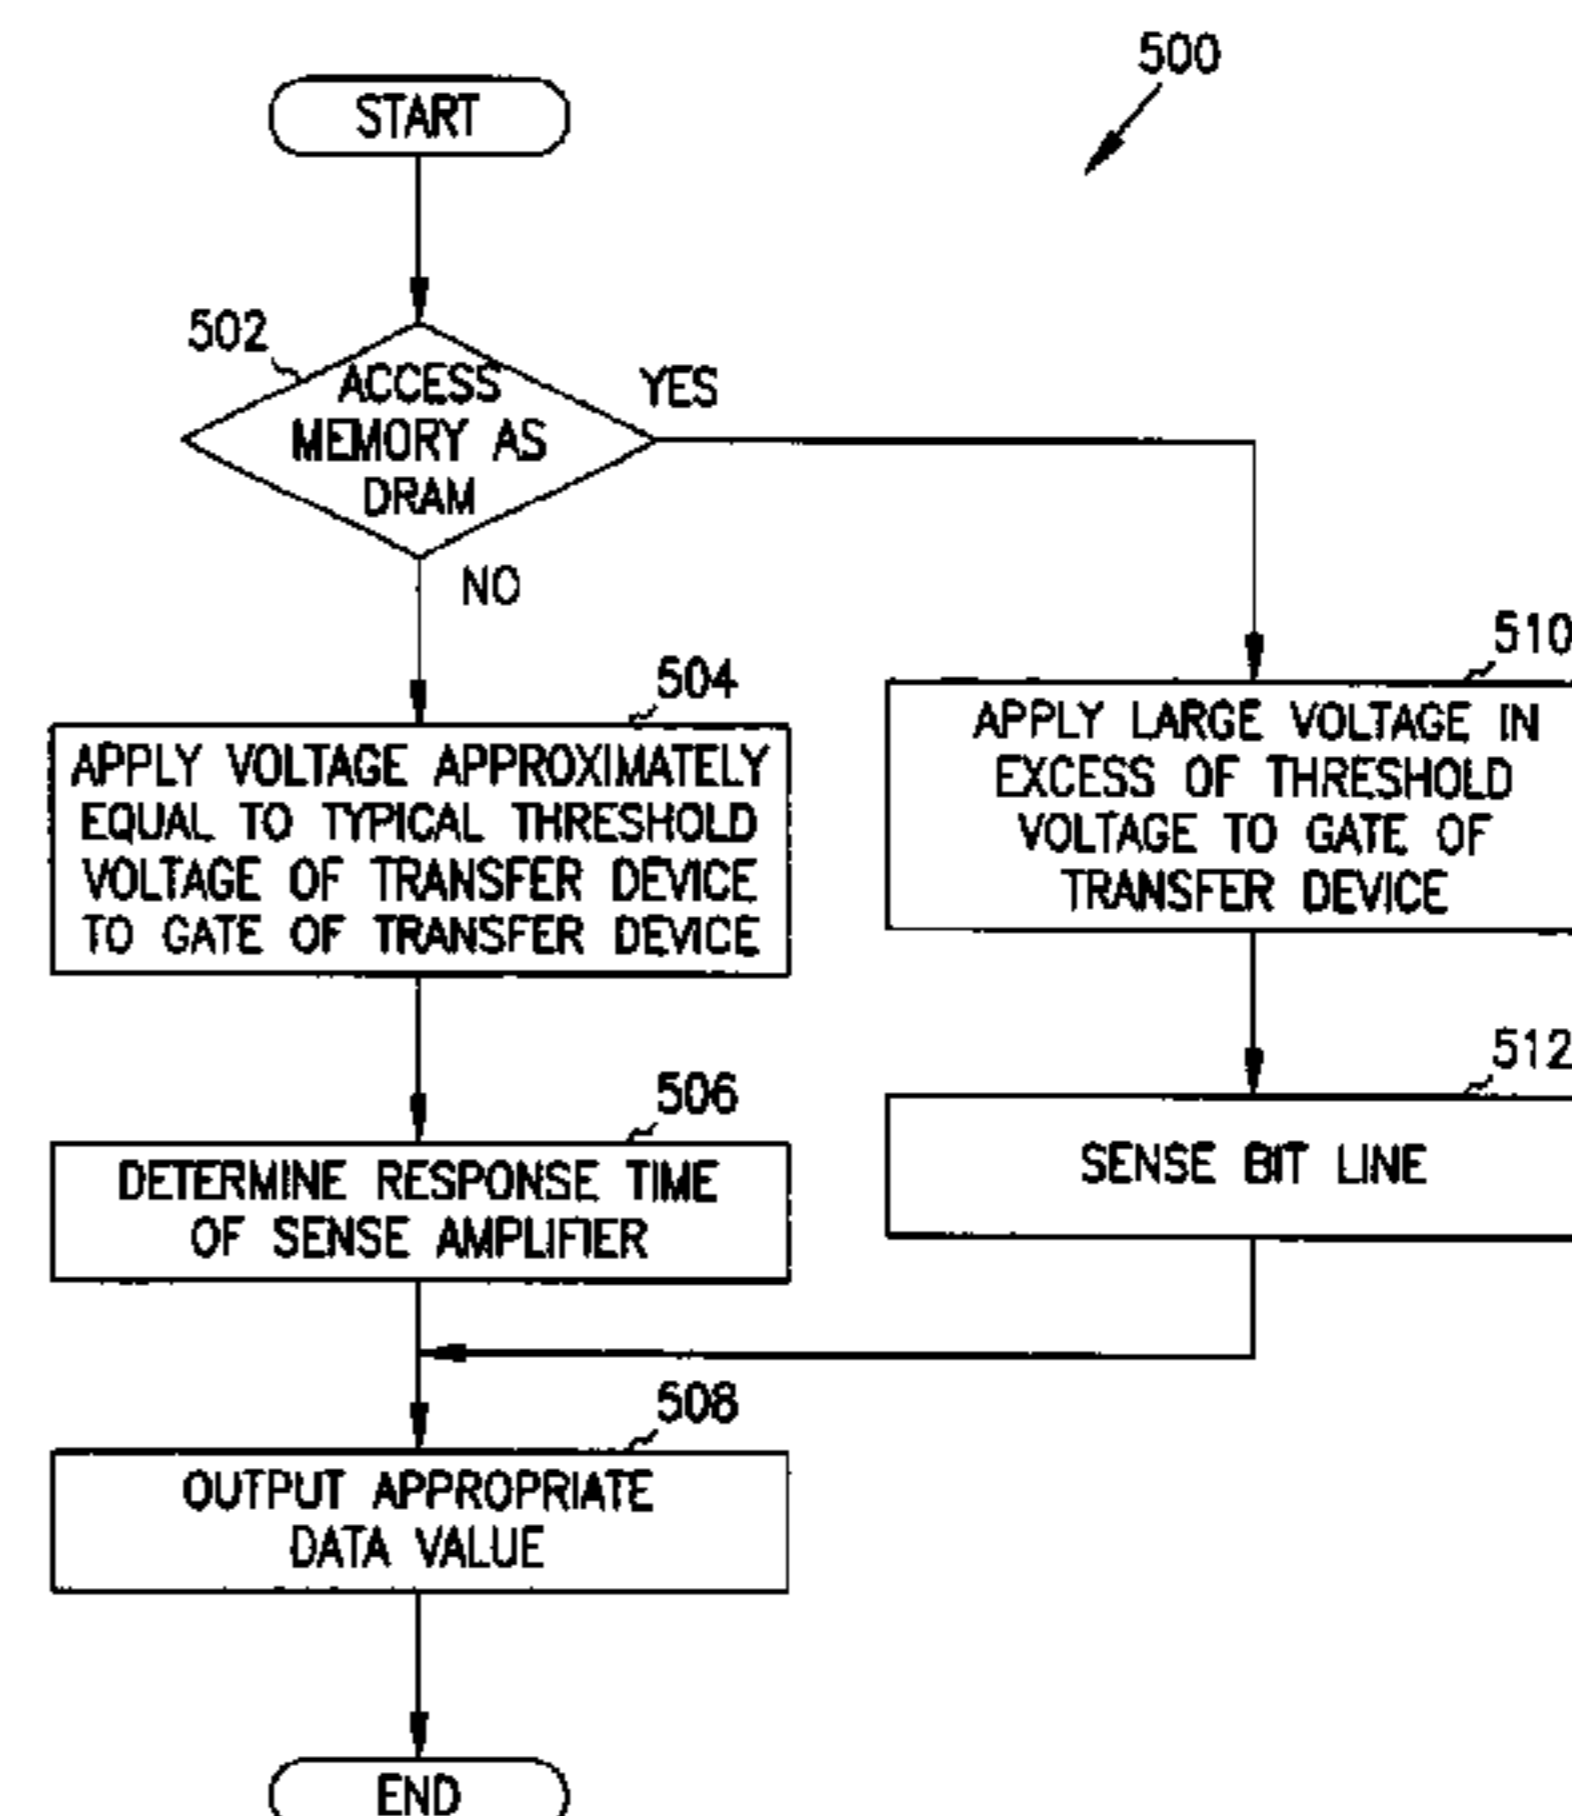 500
START
502
ACCESS
MEMORY AS
DRAM
YES
NO
504
APPLY VOLTAGE APPROXIMATELY
EQUAL TO TYPICAL THRESHOLD
VOLTAGE OF TRANSFER DEVICE
TO GATE OF TRANSFER DEVICE
510
APPLY LARGE VOLTAGE IN
EXCESS OF THRESHOLD
VOLTAGE TO GATE OF
TRANSFER DEVICE
506
DETERMINE RESPONSE TIME
OF SENSE AMPLIFIER
512
SENSE BIT LINE
508
OUTPUT APPROPRIATE
DATA VALUE
END